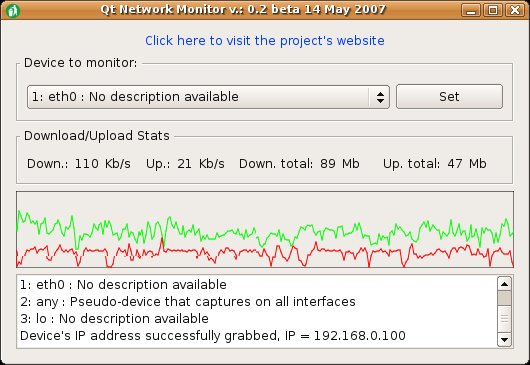 Qt Network Monitor v.: 0.2 beta 14 May 2007
Click here to visit the project's website
Device to monitor:
1: eth0 : No description available
Set
Download/Upload Stats
Down.: 110 Kb/s Up.: 21 Kb/s Down. total: 89 Mb Up. total: 47 Mb
1: eth0 : No description available
2: any : Pseudo-device that captures on all interfaces
3: lo : No description available
Device's IP address successfully grabbed, IP = 192.168.0.100